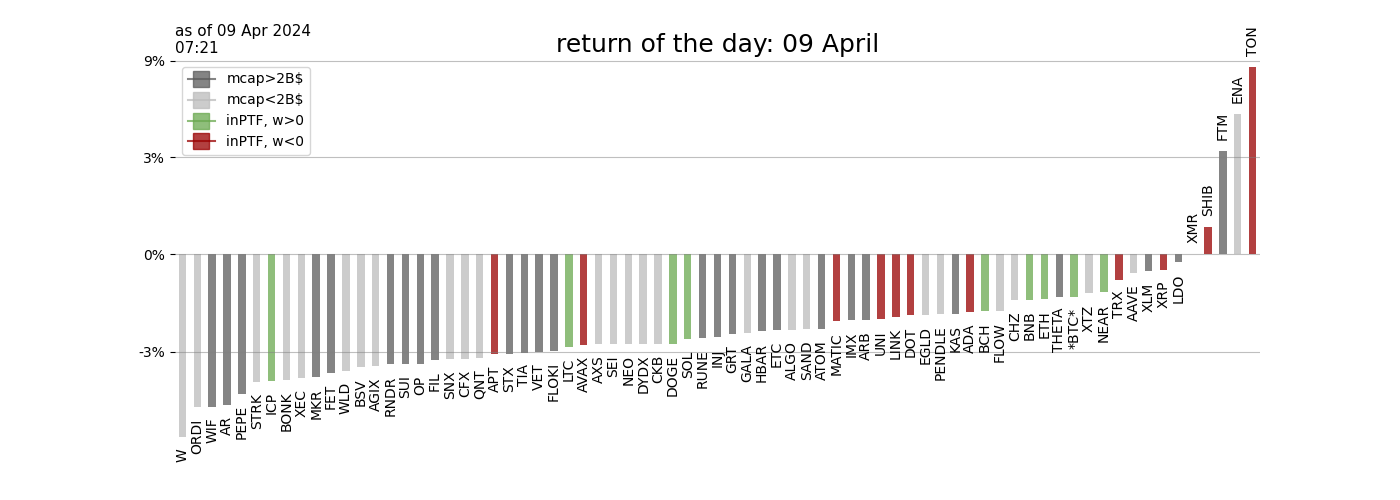 as of 09 Apr 2024
07:21
return of the day: 09 April
mcap>2B$
mcap<2B$
inPTF, w>0
inPTF, w<0
9%
3%
0%
-3%
W
ORDI
WIF
AR
PEPE
STRK
ICP
BONK
XEC
MKR
FET
WLD
BSV
AGIX
RNDR
SUI
OP
FIL
SNX
CFX
QNT
APT
STX
TIA
VET
FLOKI
LTC
AVAX
AXS
SEI
NEO
DYDX
CKB
DOGE
SOL
RUNE
INJ
GRT
GALA
HBAR
ETC
ALGO
SAND
ATOM
MATIC
IMX
ARB
UNI
LINK
DOT
EGLD
PENDLE
KAS
ADA
BCH
FLOW
CHZ
BNB
ETH
THETA
*BTC*
XTZ
NEAR
TRX
AAVE
XLM
XRP
LDO
XMR
SHIB
FTM
ENA
TON